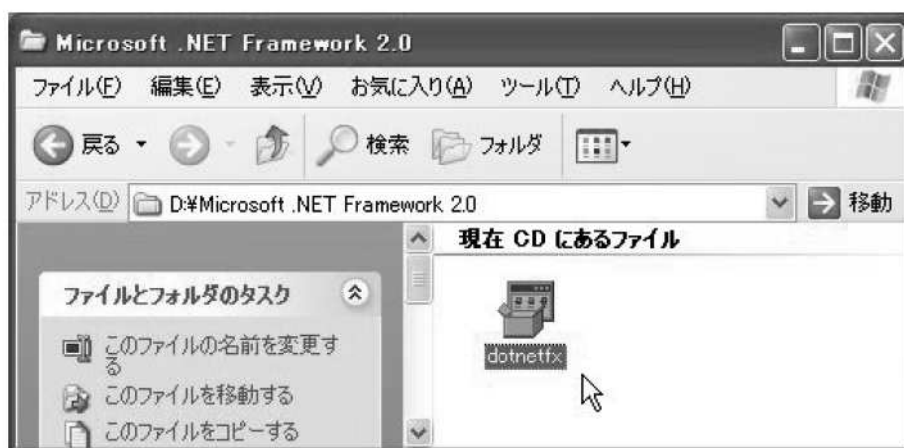 Microsoft .NET Framework 2.0
ファイル(F) 編集(E) 表示(V) お気に入り(A) ツール(T) ヘルプ(H)
戻る 検索 フォルダ
アドレス(D) D:¥Microsoft .NET Framework 2.0 移動
現在 CD にあるファイル
ファイルとフォルダのタスク
dotnetfx
このファイルの名前を変更す
る
このファイルを移動する
このファイルをコピーする